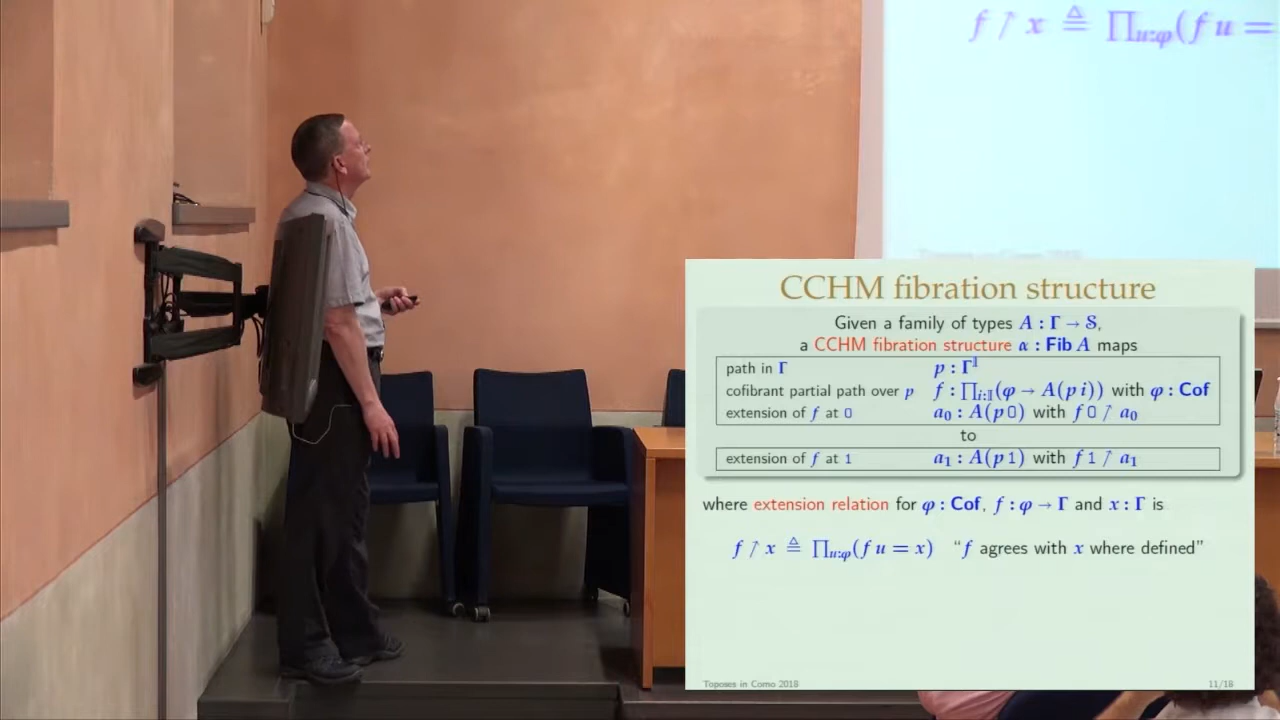 f ↗ x ≜ ∏u:φ(f u =
CCHM fibration structure
Given a family of types A : Γ → S,
a CCHM fibration structure α : Fib A maps
path in Γ p : Γ^𝕀
cofibrant partial path over p f : ∏i:𝕀(φ → A(p i)) with φ : Cof
extension of f at 0 a₀ : A(p 0) with f 0 ↗ a₀
to
extension of f at 1 a₁ : A(p 1) with f 1 ↗ a₁
where extension relation for φ : Cof, f : φ → Γ and x : Γ is
f ↗ x ≜ ∏u:φ(f u = x) “f agrees with x where defined”
Toposes in Como 2018 11/18